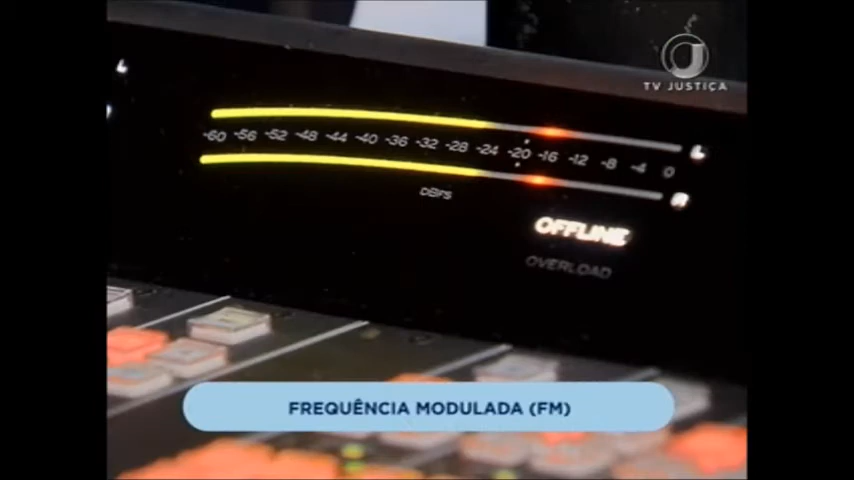 TV JUSTIÇA
L
-60 -56 -52 -48 -44 -40 -36 -32 -28 -24 -20 -16 -12 -8 -4 0
R
DBFS
OFFLINE
OVERLOAD
FREQUÊNCIA MODULADA (FM)